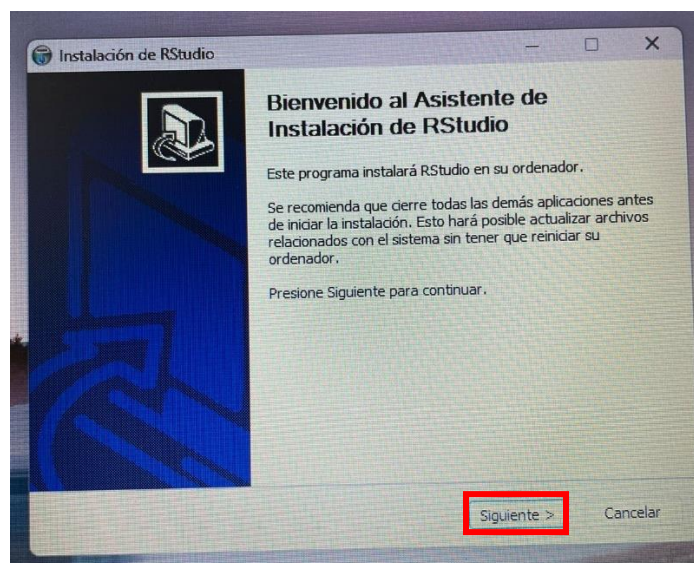 Instalación de RStudio
Bienvenido al Asistente de
Instalación de RStudio
Este programa instalará RStudio en su ordenador.
Se recomienda que cierre todas las demás aplicaciones antes
de iniciar la instalación. Esto hará posible actualizar archivos
relacionados con el sistema sin tener que reiniciar su
ordenador.
Presione Siguiente para continuar.
Siguiente >
Cancelar